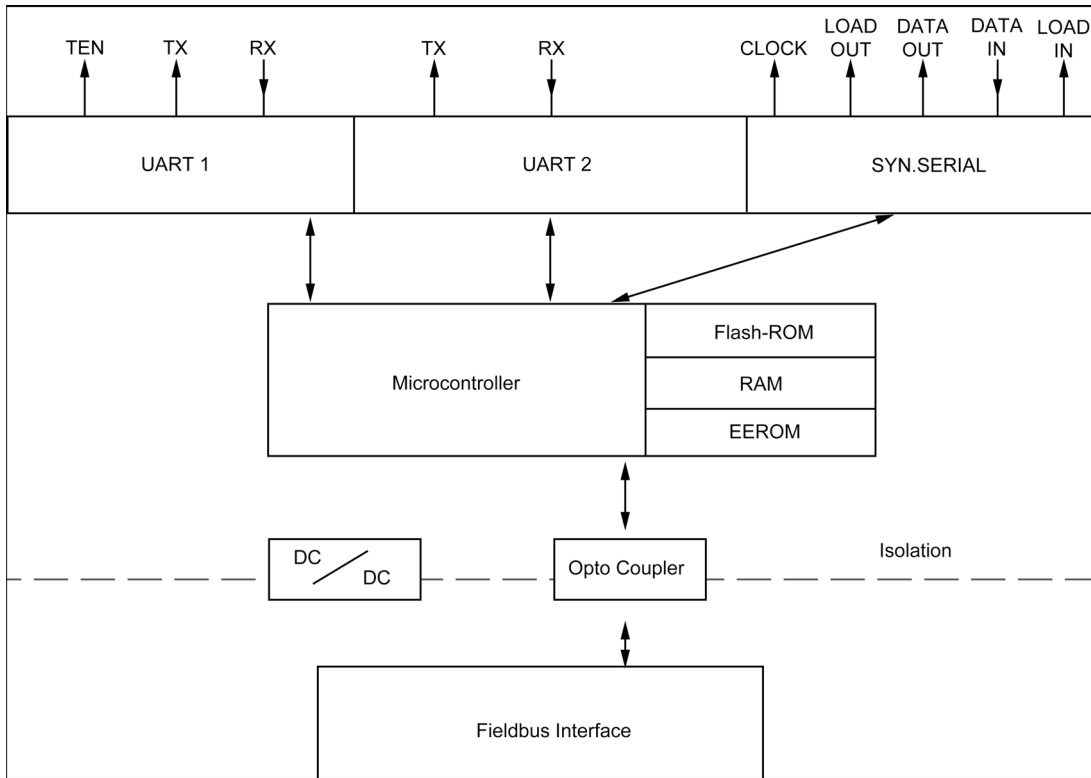 TEN TX RX TX RX CLOCK LOAD OUT DATA OUT DATA IN LOAD IN
UART 1 UART 2 SYN.SERIAL
Flash-ROM
Microcontroller RAM
EEROM
DC DC
Opto Coupler
Isolation
Fieldbus Interface